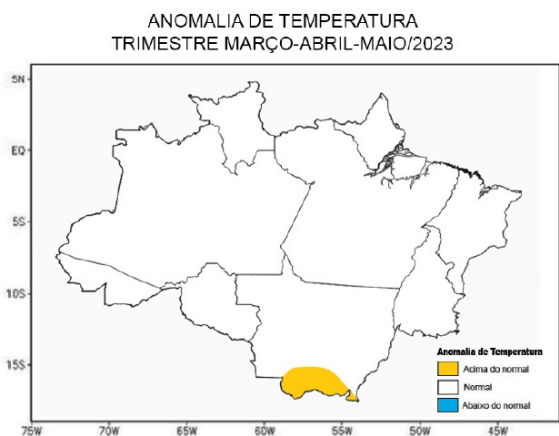 ANOMALIA DE TEMPERATURA
TRIMESTRE MARÇO-ABRIL-MAIO/2023
5N
EQ
5S
10S
15S
75W 70W 65W 60W 55W 50W 45W
Anomalia de Temperatura
Acima do normal
Normal
Abaixo do normal